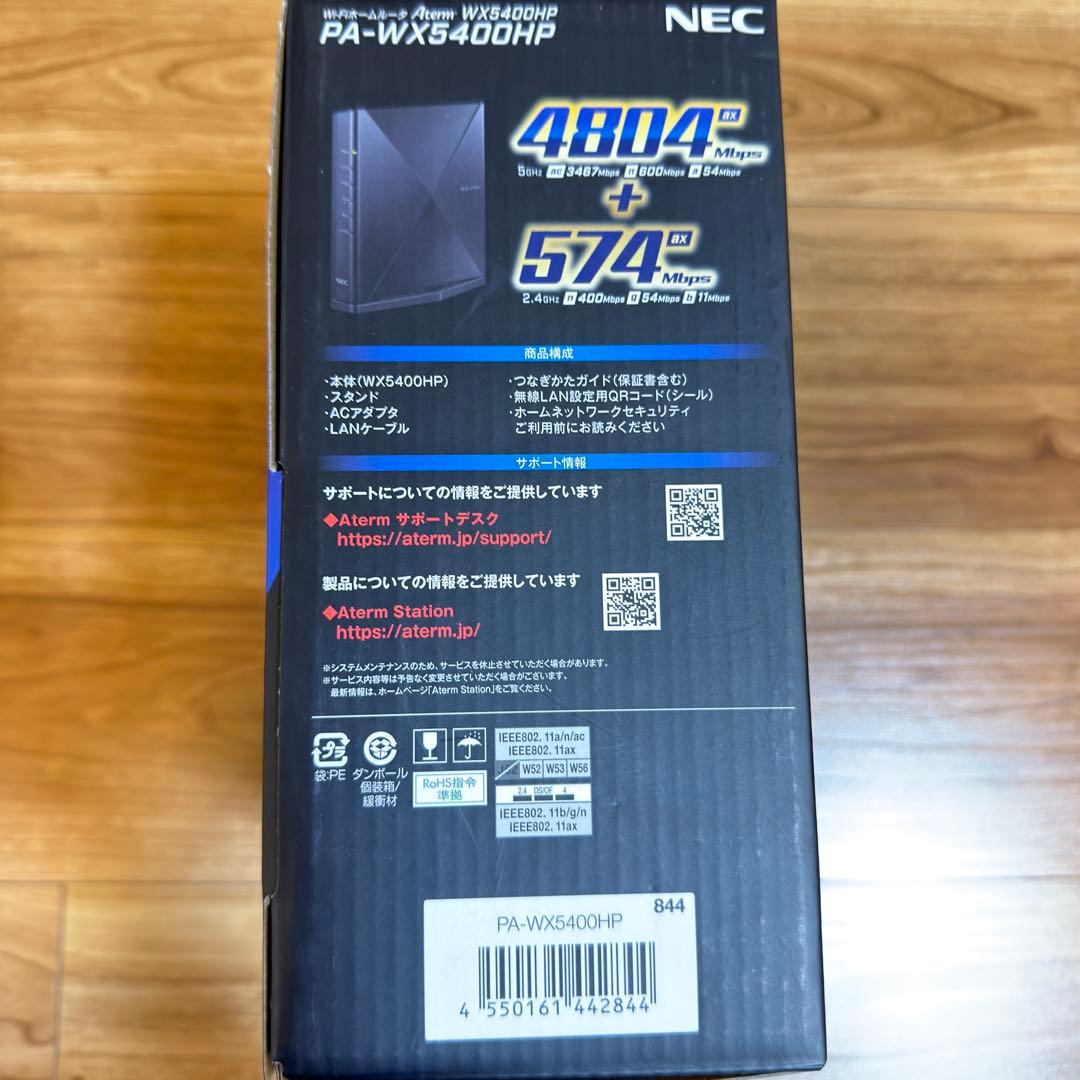 Wi-Fiホームルータ Aterm WX5400HP
PA-WX5400HP
NEC
4804 ax Mbps
5GHz ac 3467Mbps n 600Mbps a 54Mbps
+
574 ax Mbps
2.4GHz n 400Mbps g 54Mbps b 11Mbps
NEC
商品構成
・本体(WX5400HP)
・スタンド
・ACアダプタ
・LANケーブル
・つなぎかたガイド(保証書含む)
・無線LAN設定用QRコード(シール)
・ホームネットワークセキュリティ
ご利用前にお読みください
サポート情報
サポートについての情報をご提供しています
◆Aterm サポートデスク
https://aterm.jp/support/
製品についての情報をご提供しています
◆Aterm Station
https://aterm.jp/
※システムメンテナンスのため、サービスを休止させていただく場合があります。
※サービス内容等は予告なく変更させていただく場合がございます。
最新情報は、ホームページ「Aterm Station」をご覧ください。
プラ
袋:PE
ダンボール
個装箱/
緩衝材
RoHS指令
準拠
IEEE802.11a/n/ac
IEEE802.11ax
J52 W52 W53 W56
2.4 DS/OF 4
IEEE802.11b/g/n
IEEE802.11ax
844
PA-WX5400HP
4 550161 442844